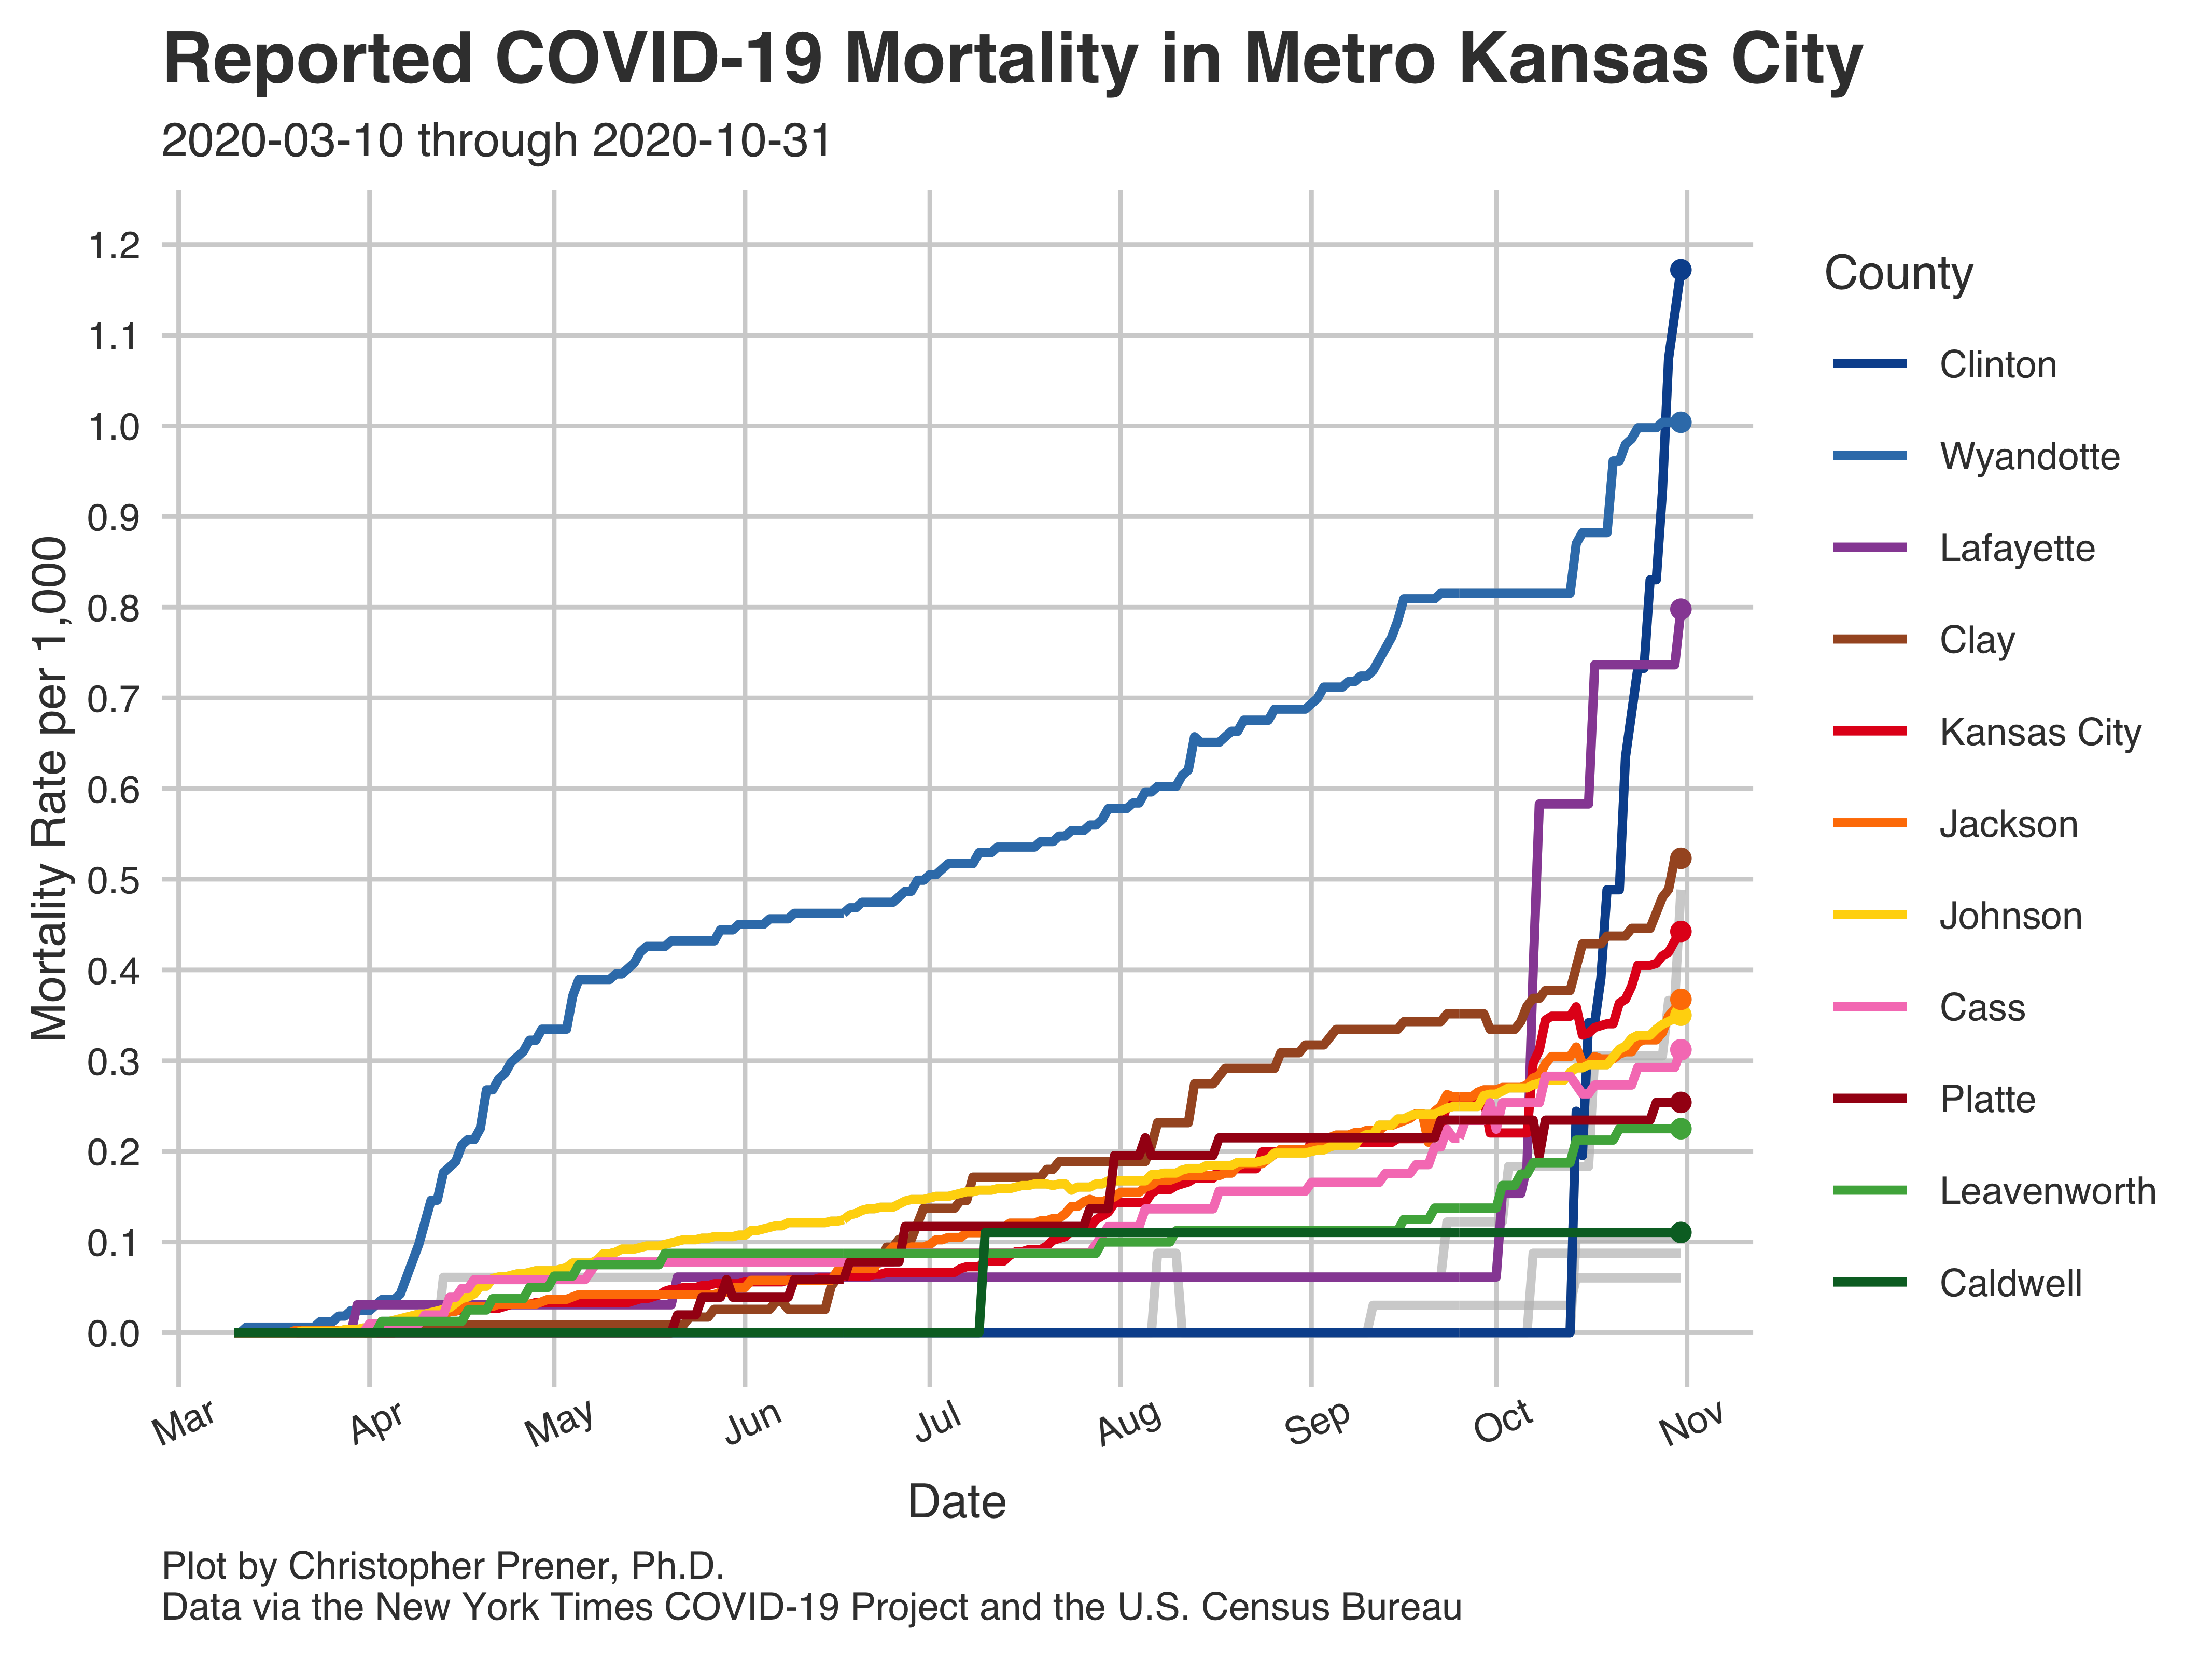 Reported COVID-19 Mortality in Metro Kansas City
2020-03-10 through 2020-10-31
Mortality Rate per 1,000
1.2
1.1
1.0
0.9
0.8
0.7
0.6
0.5
0.4
0.3
0.2
0.1
0.0
Mar
Apr
May
Jun
Jul
Aug
Sep
Oct
Nov
Date
County
Clinton
Wyandotte
Lafayette
Clay
Kansas City
Jackson
Johnson
Cass
Platte
Leavenworth
Caldwell
Plot by Christopher Prener, Ph.D.
Data via the New York Times COVID-19 Project and the U.S. Census Bureau